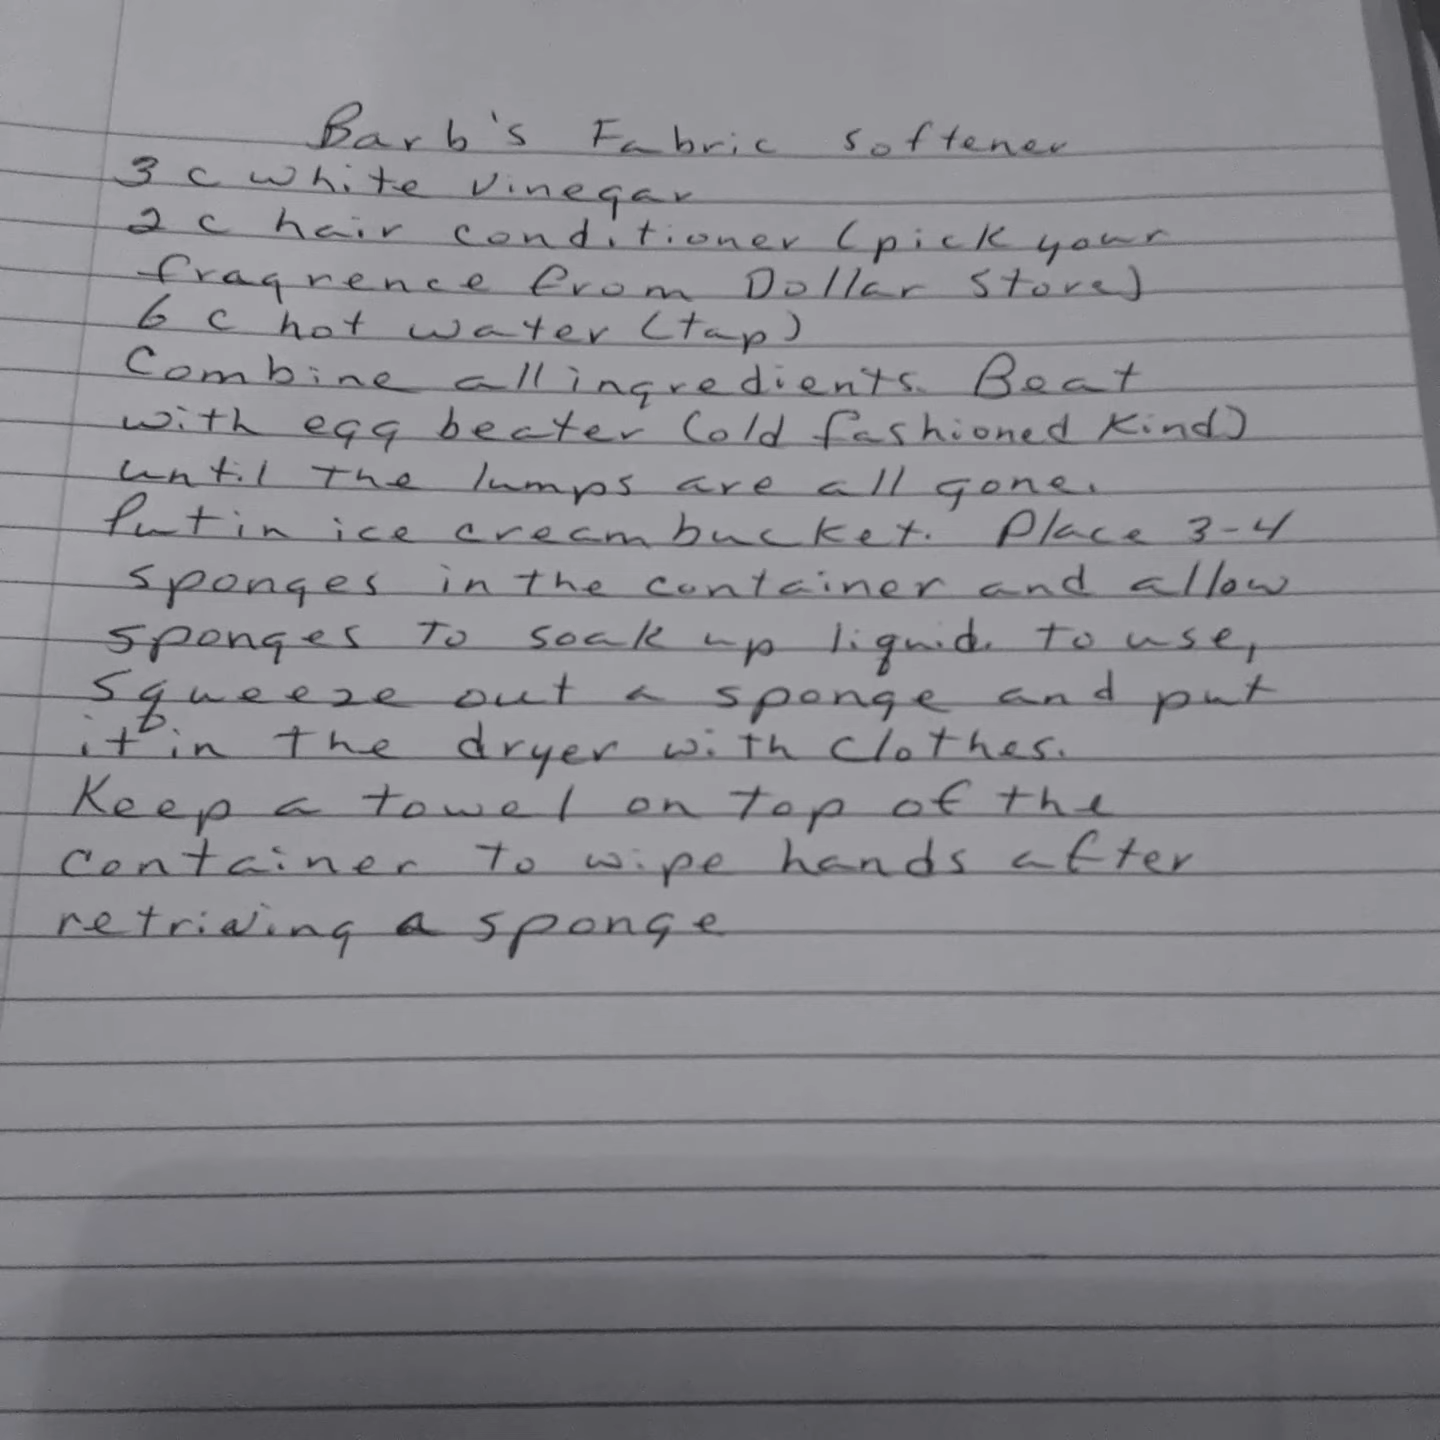 Barb's Fabric softener
3 c white vinegar
2 c hair conditioner (pick your
fragrence from Dollar Store)
6 c hot water (tap)
Combine all ingredients. Beat
with egg beater (old fashioned kind)
until the lumps are all gone.
Put in ice cream bucket. Place 3-4
sponges in the container and allow
sponges to soak up liquid. to use,
squeeze out a sponge and put
it in the dryer with clothes.
Keep a towel on top of the
container to wipe hands after
retriving a sponge